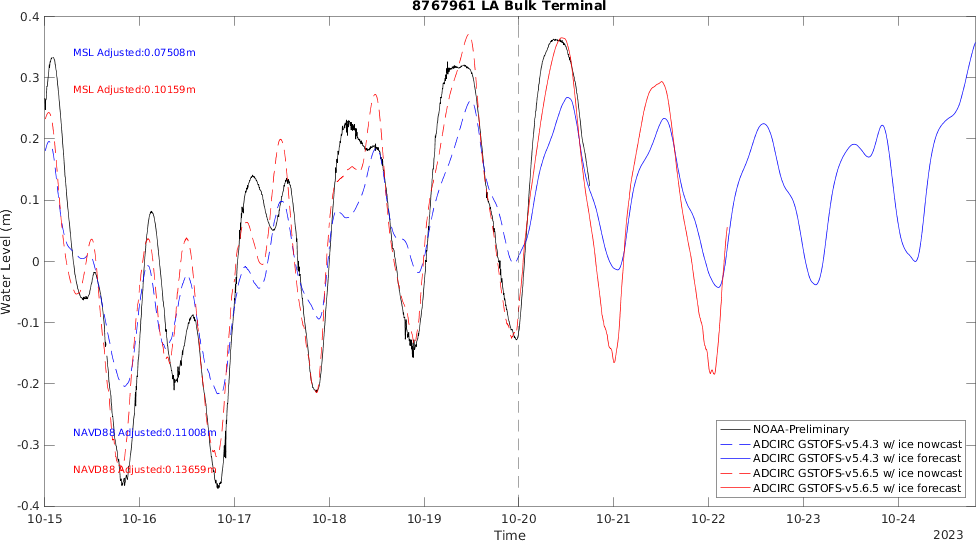 8767961 LA Bulk Terminal
0.4
0.3
0.2
0.1
0
-0.1
-0.2
-0.3
-0.4
Water Level (m)
MSL Adjusted:0.07508m
MSL Adjusted:0.10159m
NAVD88 Adjusted:0.11008m
NAVD88 Adjusted:0.13659m
NOAA-Preliminary
ADCIRC GSTOFS-v5.4.3 w/ ice nowcast
ADCIRC GSTOFS-v5.4.3 w/ ice forecast
ADCIRC GSTOFS-v5.6.5 w/ ice nowcast
ADCIRC GSTOFS-v5.6.5 w/ ice forecast
10-15 10-16 10-17 10-18 10-19 10-20 10-21 10-22 10-23 10-24
Time
2023